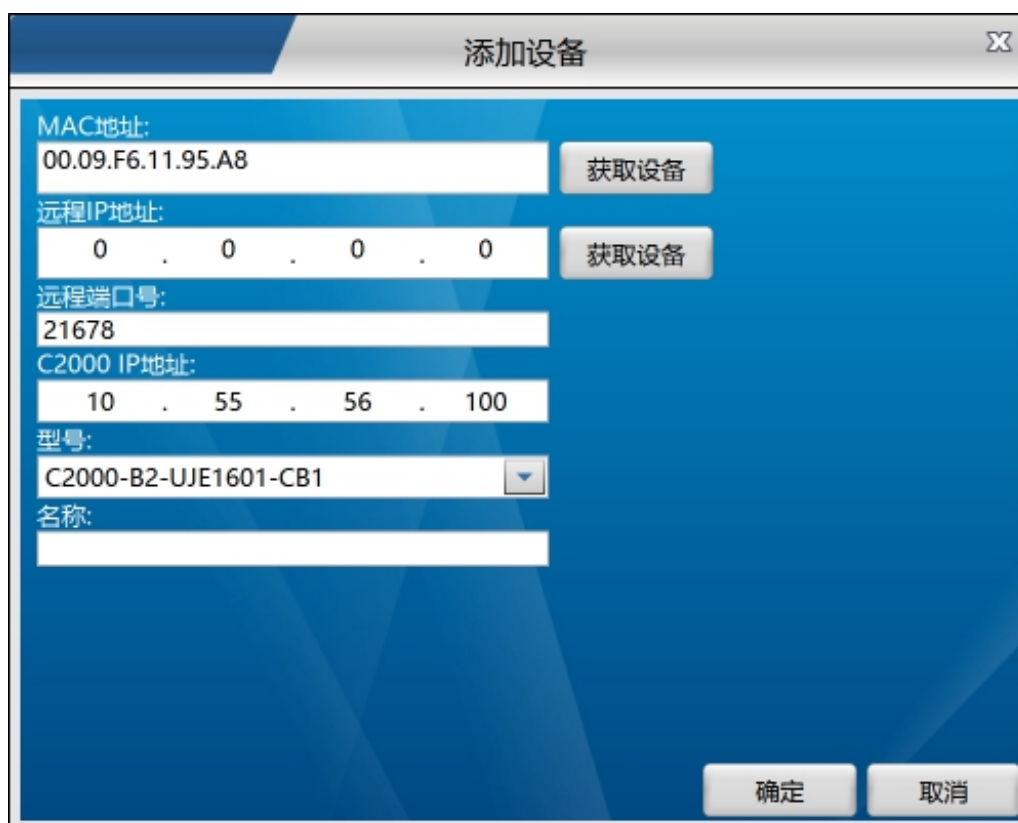 添加设备
MAC地址:
00.09.F6.11.95.A8
获取设备
远程IP地址:
0 . 0 . 0 . 0
获取设备
远程端口号:
21678
C2000 IP地址:
10 . 55 . 56 . 100
型号:
C2000-B2-UJE1601-CB1
名称:
确定 取消